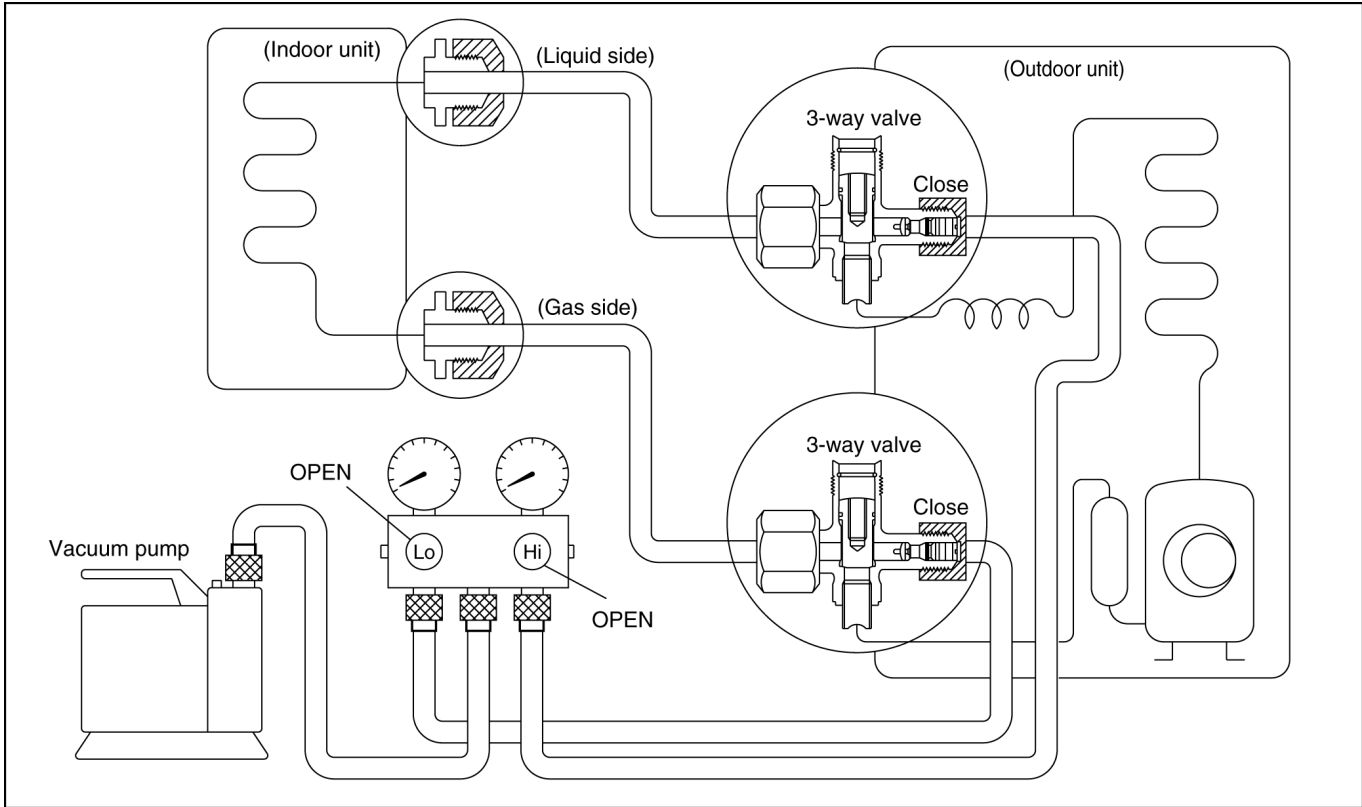 (Indoor unit)
(Liquid side)
(Outdoor unit)
3-way valve
Close
(Gas side)
3-way valve
OPEN
Close
Vacuum pump
Lo
Hi
OPEN